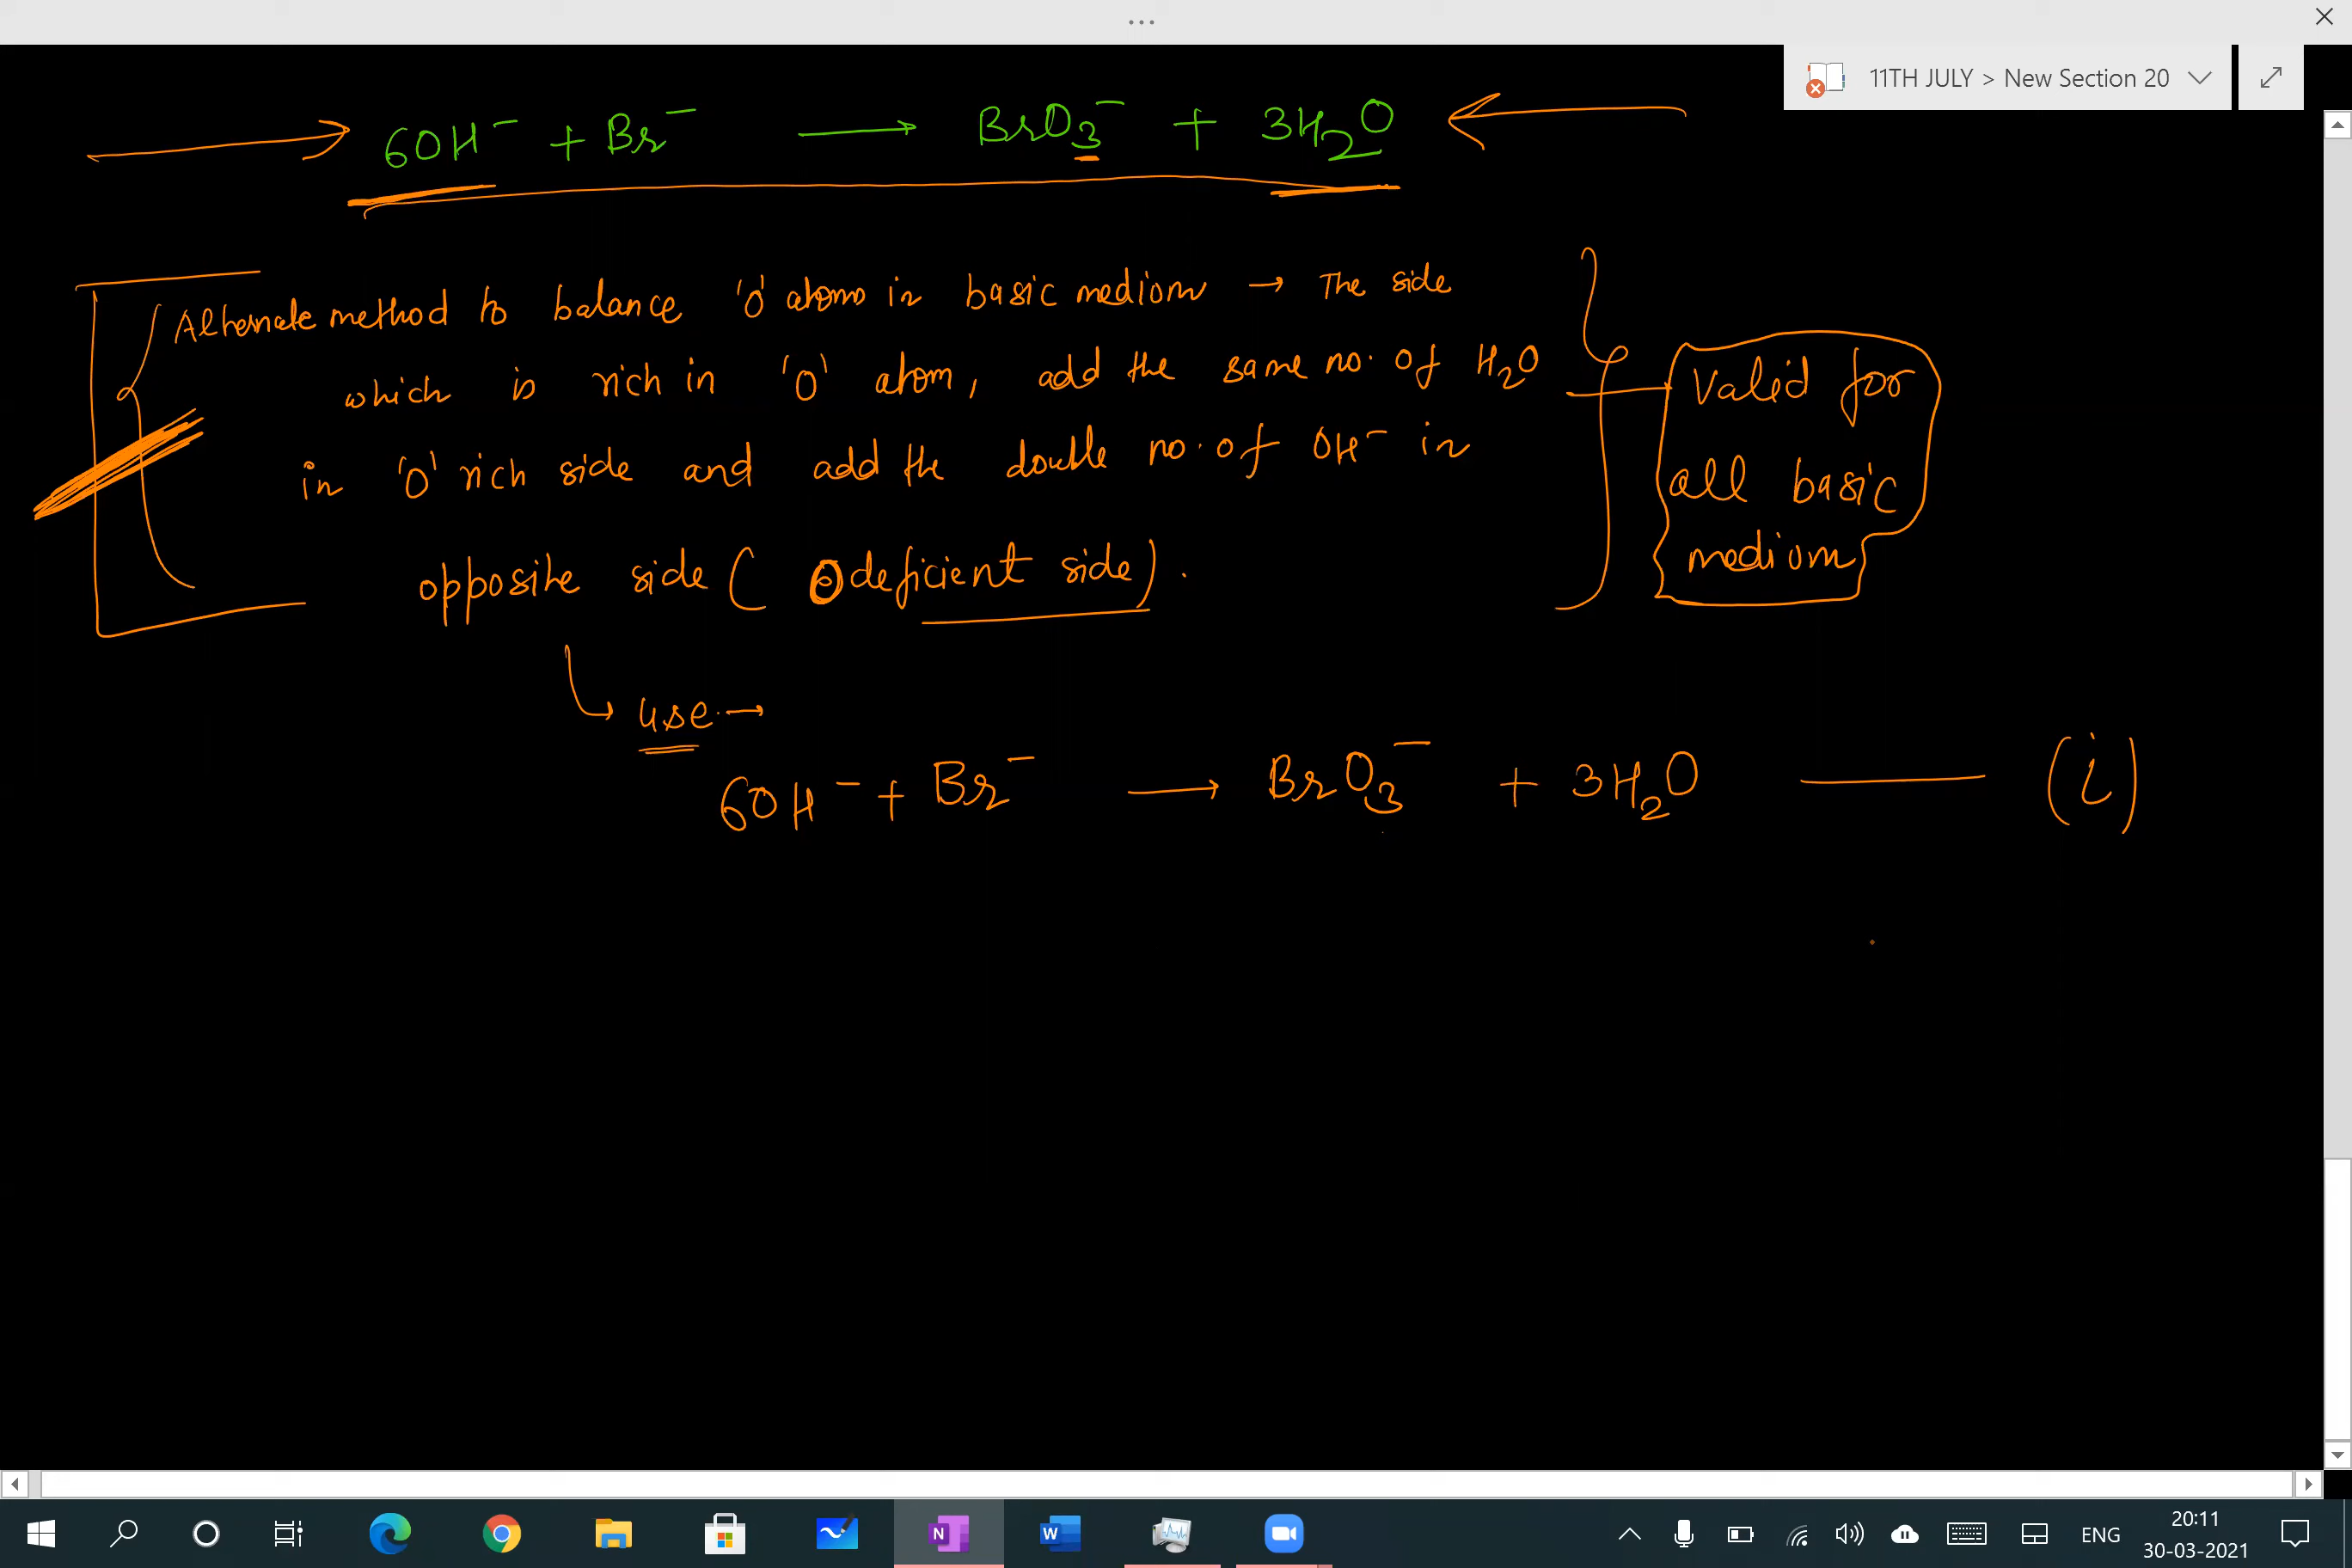 11TH JULY > New Section 20
6OH⁻ + Br⁻ → BrO₃⁻ + 3H₂O ←
Alternate method to balance 'O' atoms in basic medium → The side
which is rich in 'O' atom, add the same no. of H₂O
in 'O' rich side and add the double no. of OH⁻ in
opposite side ( O deficient side ).
Valid for
all basic
medium
use →
6OH⁻ + Br⁻ → BrO₃⁻ + 3H₂O — (i)
ENG
20:11
30-03-2021